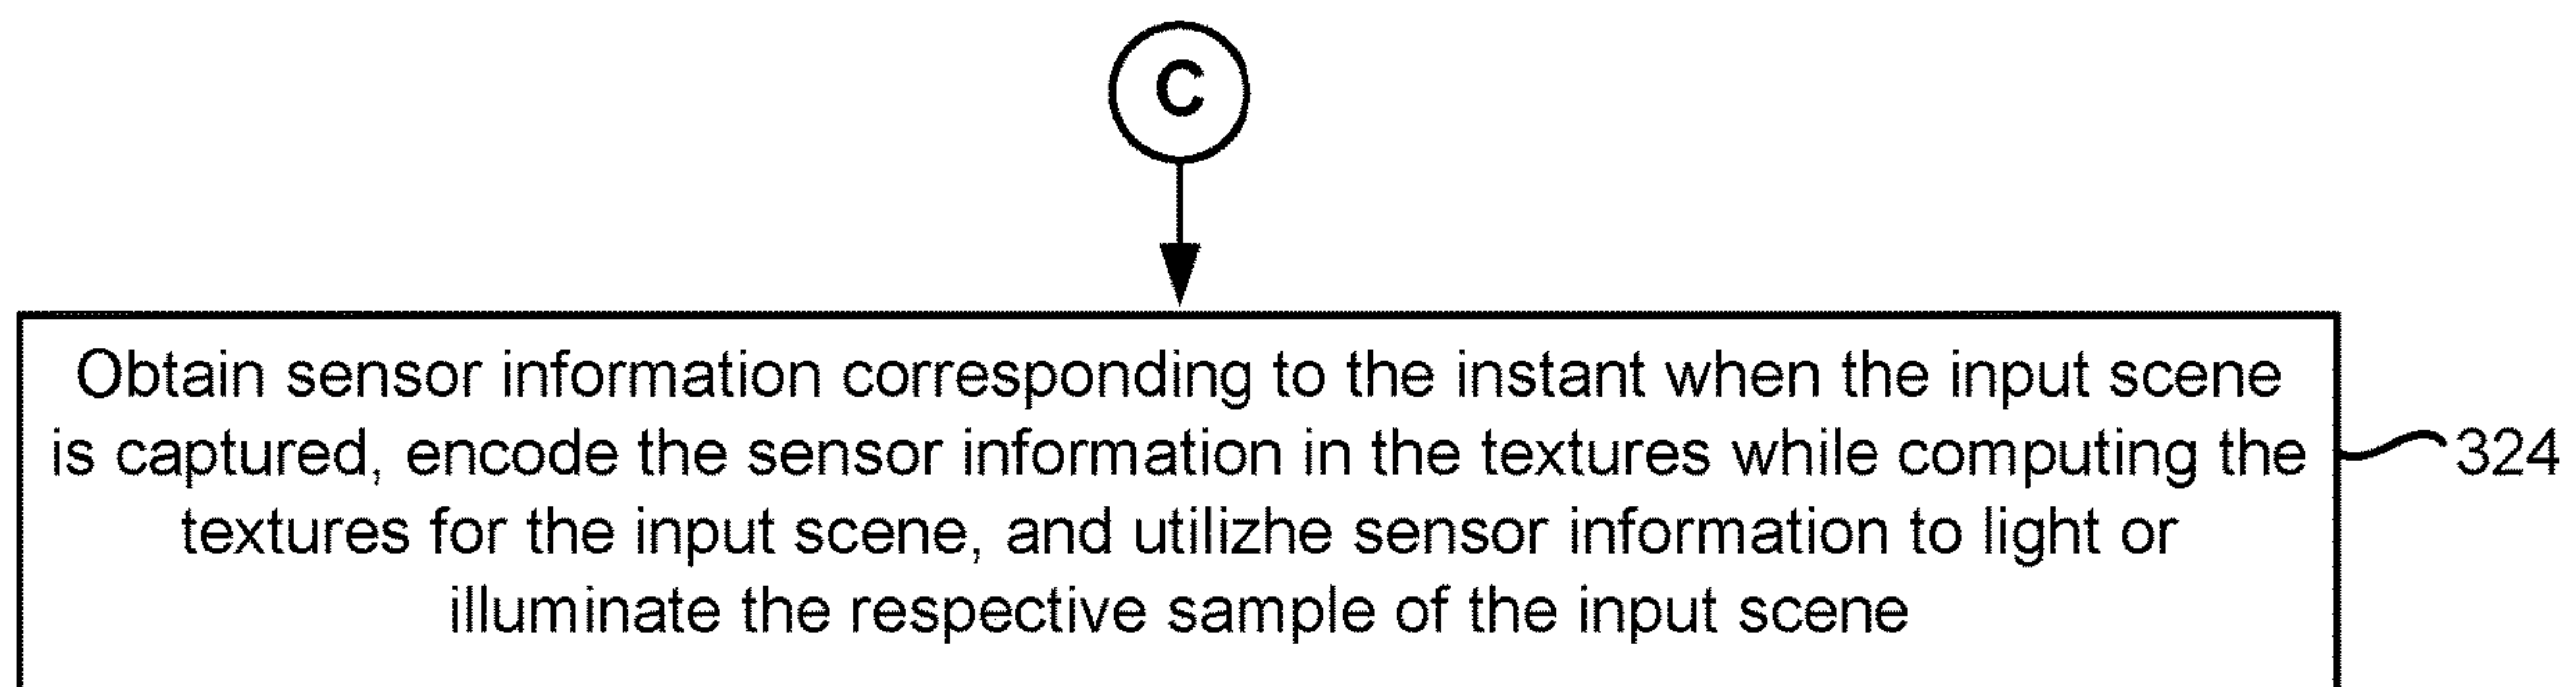 C
Obtain sensor information corresponding to the instant when the input scene
is captured, encode the sensor information in the textures while computing the
textures for the input scene, and utilizhe sensor information to light or
illuminate the respective sample of the input scene
324